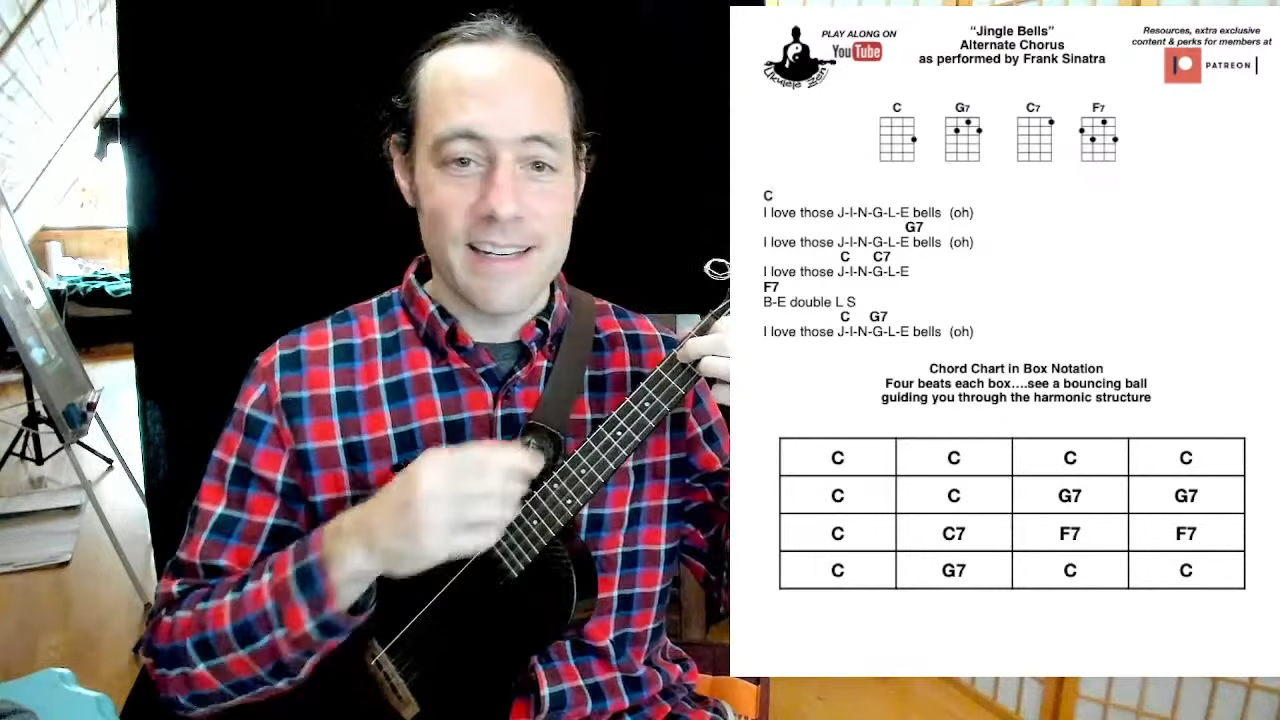 PLAY ALONG ON
YouTube
Ukulele Zen
"Jingle Bells"
Alternate Chorus
as performed by Frank Sinatra
Resources, extra exclusive
content & perks for members at
PATREON
C G7 C7 F7
C
I love those J-I-N-G-L-E bells (oh)
G7
I love those J-I-N-G-L-E bells (oh)
C C7
I love those J-I-N-G-L-E
F7
B-E double L S
C G7
I love those J-I-N-G-L-E bells (oh)
Chord Chart in Box Notation
Four beats each box....see a bouncing ball
guiding you through the harmonic structure
C C C C
C C G7 G7
C C7 F7 F7
C G7 C C